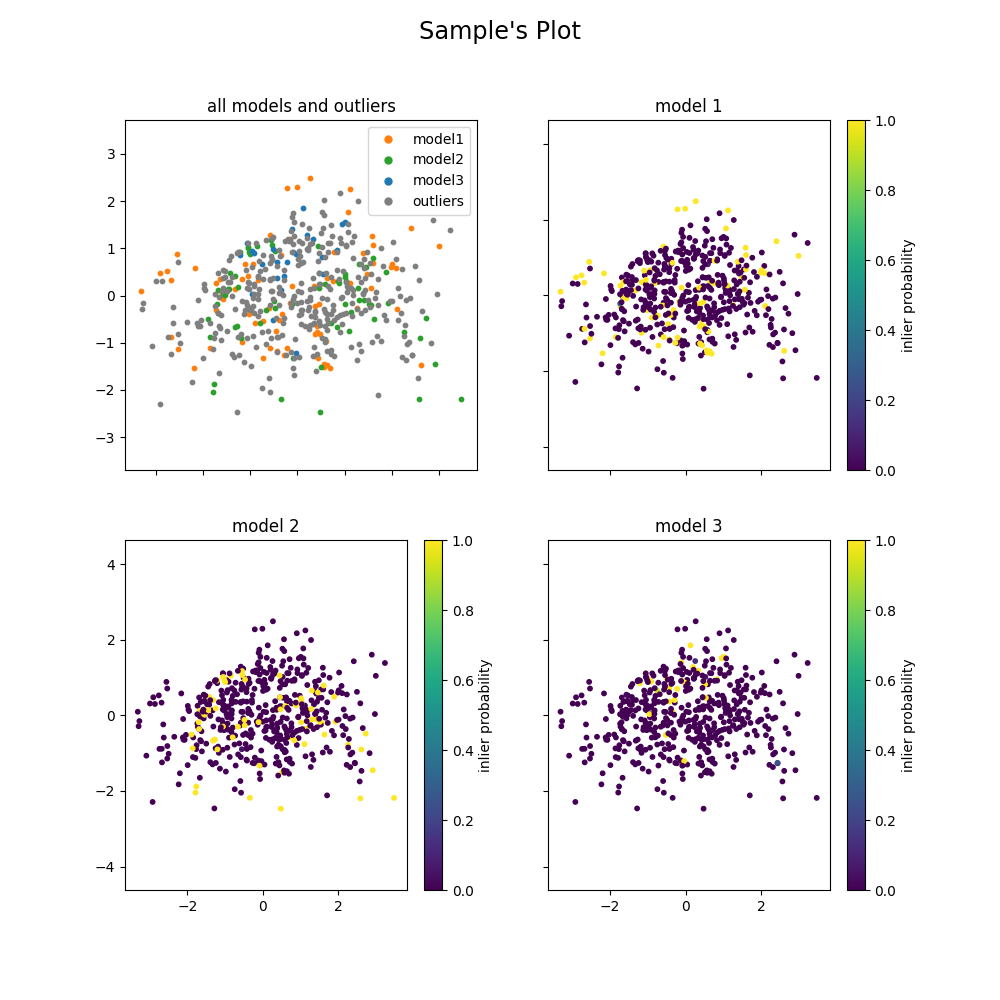 Sample's Plot
all models and outliers
model1
model2
model3
outliers
3
2
1
0
−1
−2
−3
model 1
1.0
0.8
0.6
0.4
0.2
0.0
inlier probability
model 2
4
2
0
−2
−4
−2 0 2
1.0
0.8
0.6
0.4
0.2
0.0
inlier probability
model 3
−2 0 2
1.0
0.8
0.6
0.4
0.2
0.0
inlier probability